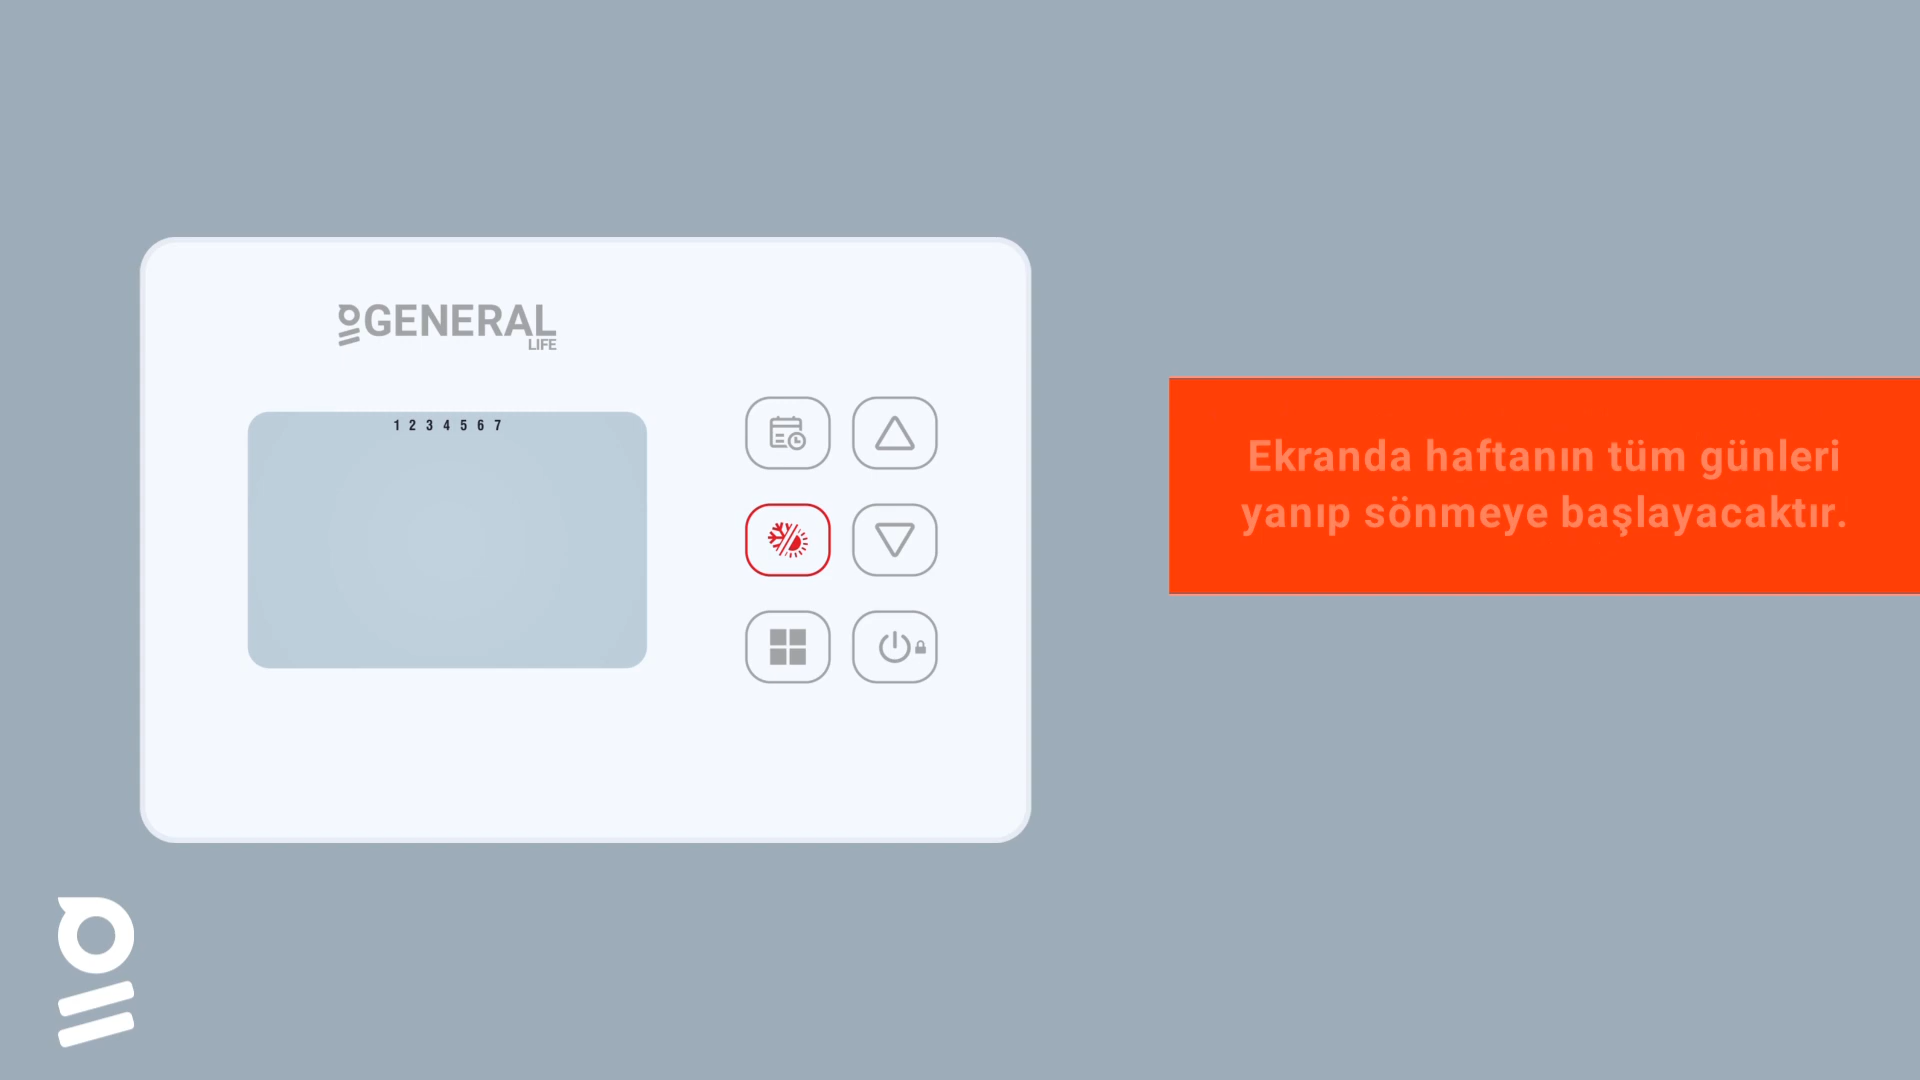 GENERAL
LIFE
1 2 3 4 5 6 7
Ekranda haftanın tüm günleri
yanıp sönmeye başlayacaktır.